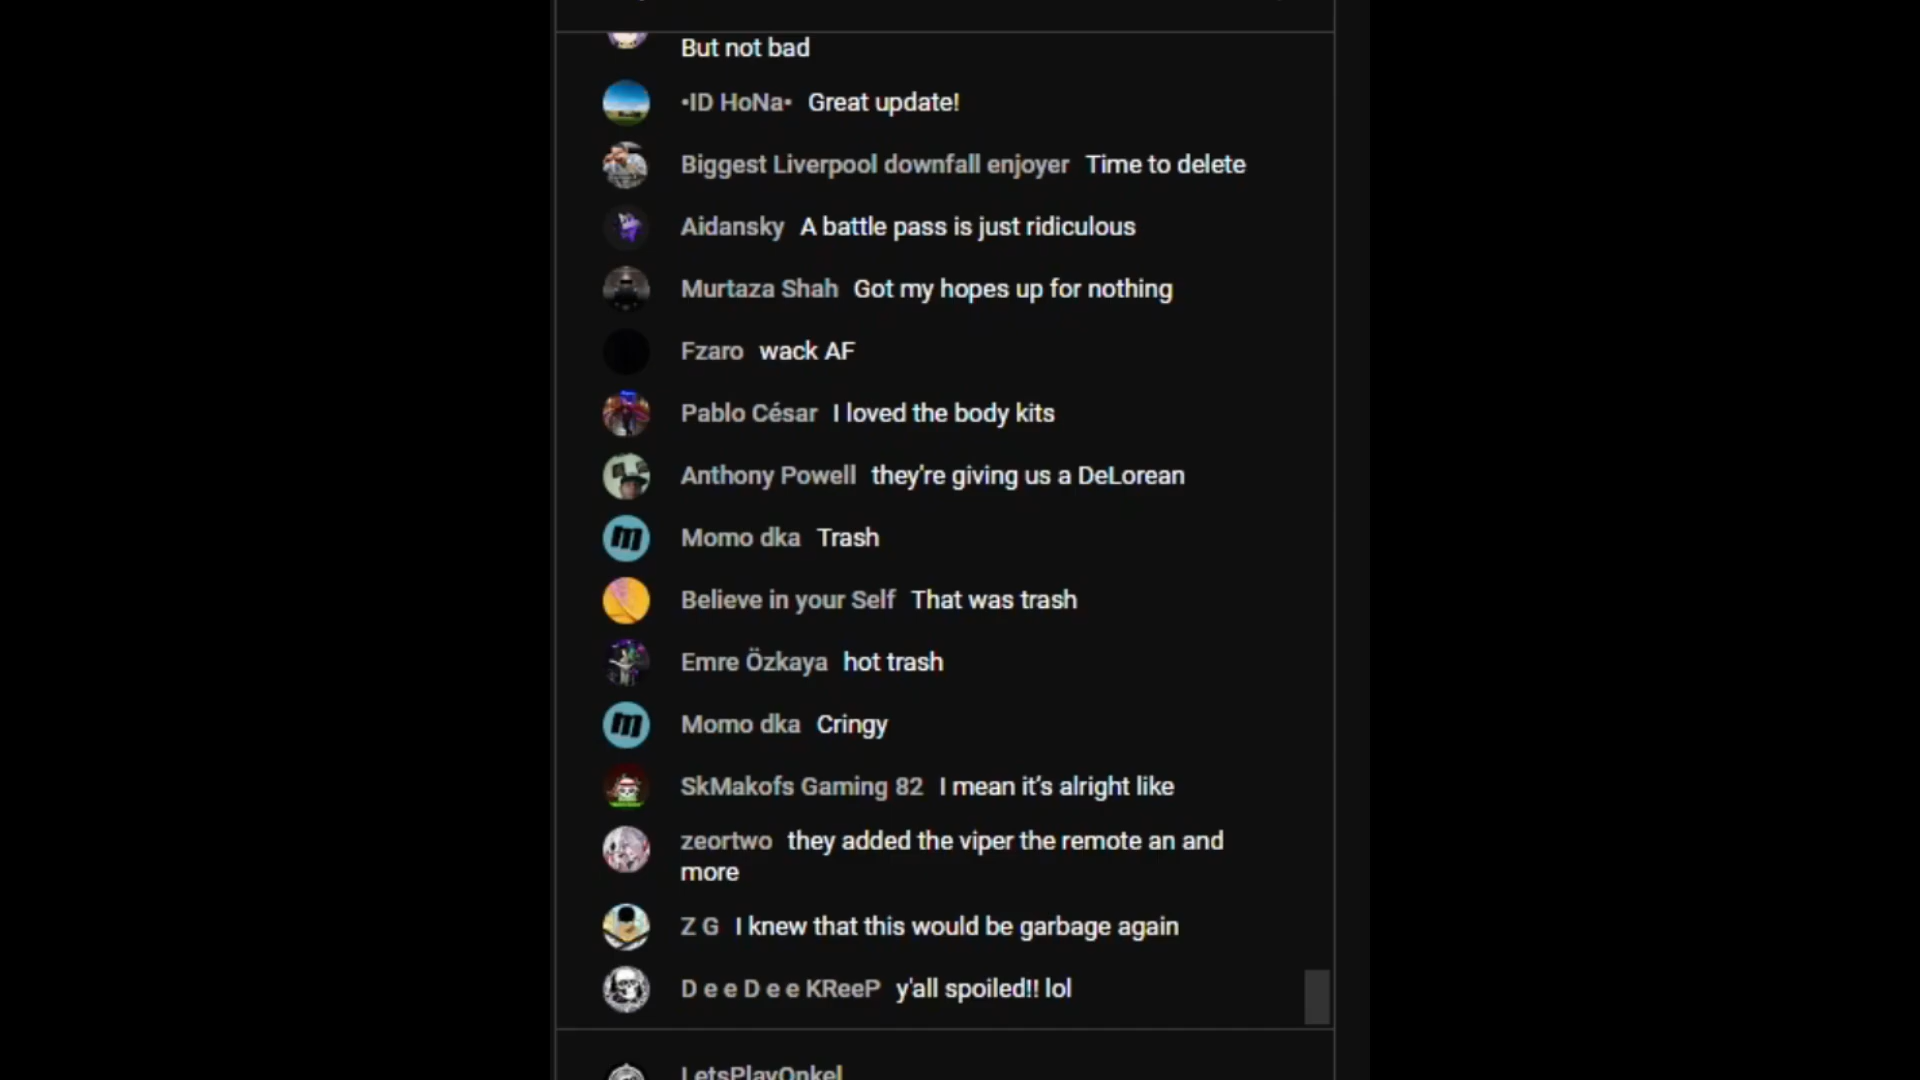 But not bad
•ID HoNa• Great update!
Biggest Liverpool downfall enjoyer Time to delete
Aidansky A battle pass is just ridiculous
Murtaza Shah Got my hopes up for nothing
Fzaro wack AF
Pablo César I loved the body kits
Anthony Powell they're giving us a DeLorean
Momo dka Trash
Believe in your Self That was trash
Emre Özkaya hot trash
Momo dka Cringy
SkMakofs Gaming 82 I mean it’s alright like
zeortwo they added the viper the remote an and
more
Z G I knew that this would be garbage again
D e e D e e KReeP y'all spoiled!! lol
LetsPlayOnkel